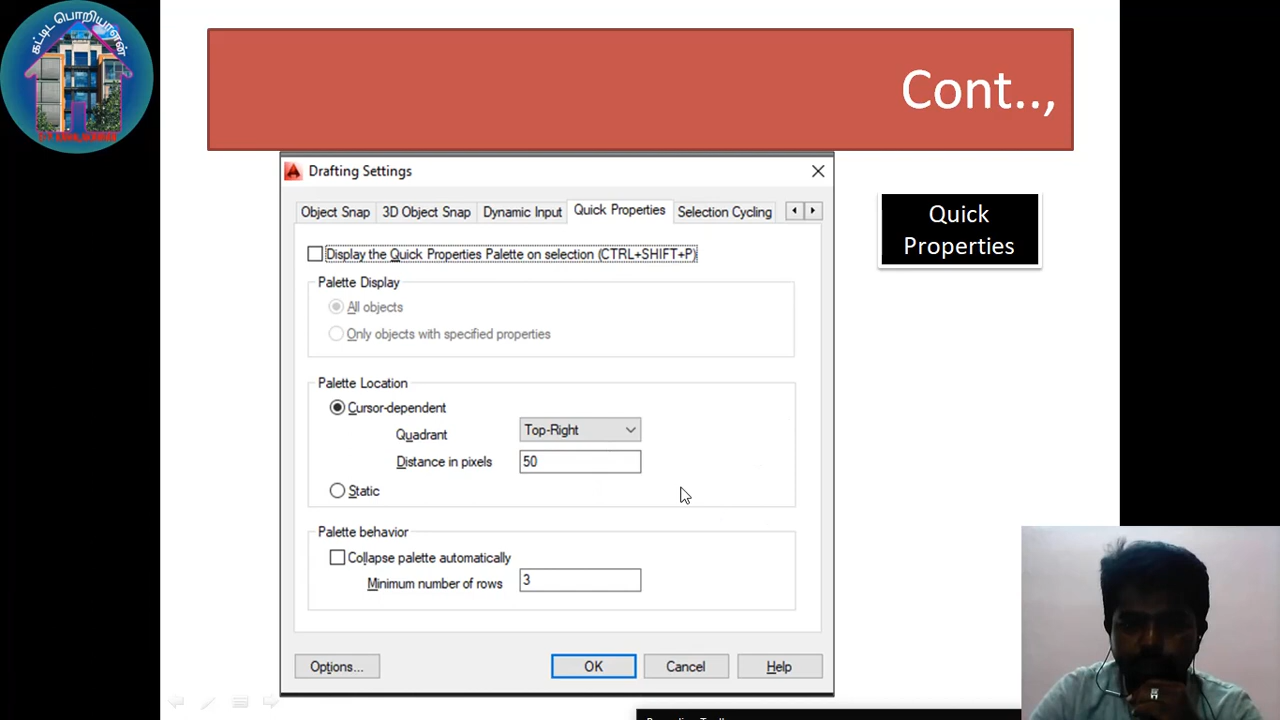 கட்டிட பொறியாளன்
Cont..,
Drafting Settings
Object Snap 3D Object Snap Dynamic Input Quick Properties Selection Cycling
Quick
Properties
Display the Quick Properties Palette on selection (CTRL+SHIFT+P)
Palette Display
All objects
Only objects with specified properties
Palette Location
Cursor-dependent
Quadrant Top-Right
Distance in pixels 50
Static
Palette behavior
Collapse palette automatically
Minimum number of rows 3
Options... OK Cancel Help